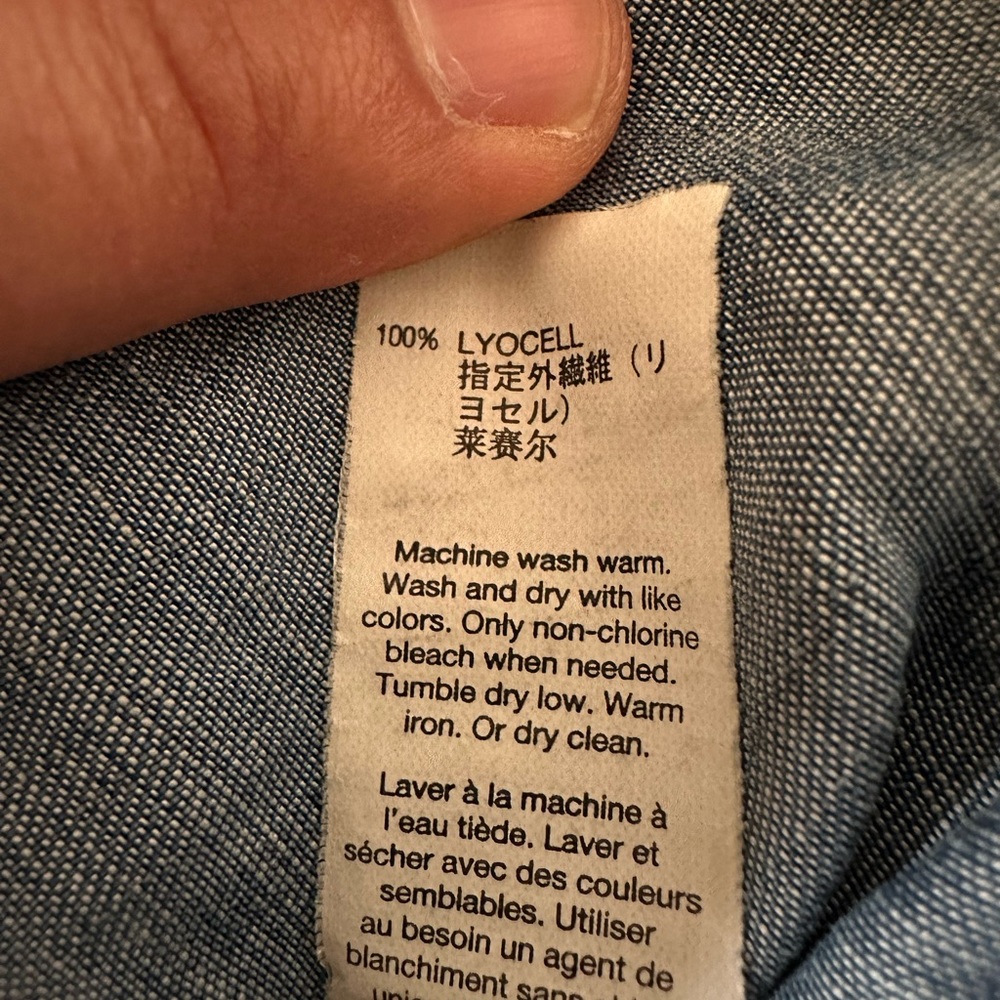 100% LYOCELL
指定外繊維（リ
ヨセル）
莱赛尔
Machine wash warm.
Wash and dry with like
colors. Only non-chlorine
bleach when needed.
Tumble dry low. Warm
iron. Or dry clean.
Laver à la machine à
l'eau tiède. Laver et
sécher avec des couleurs
semblables. Utiliser
au besoin un agent de
blanchiment sans